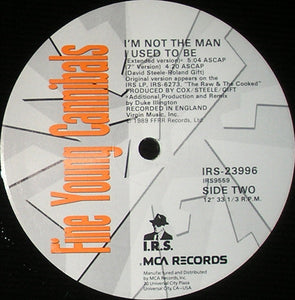 Fine Young Cannibals
I'M NOT THE MAN
I USED TO BE
(Extended version)- 5:04 ASCAP
(7" Version) 4:20 ASCAP
(David Steele-Roland Gift)
Original version available on the
IRS LP, IRS-6273, "The Raw & The Cooked"
PRODUCED BY COX/STEELE/GIFT
Additional Production and Remix
by Duke Illington
RECORDED IN ENGLAND
Virgin Music, Inc.
© 1989 FFRR Records, Ltd.
IRS-23996
IRS9559
SIDE TWO
12" 33 1/3 R.P.M.
I.R.S.
MCA RECORDS
Manufactured and Distributed
by MCA Records, Inc.
70 Universal City Plaza
Universal City, CA-USA